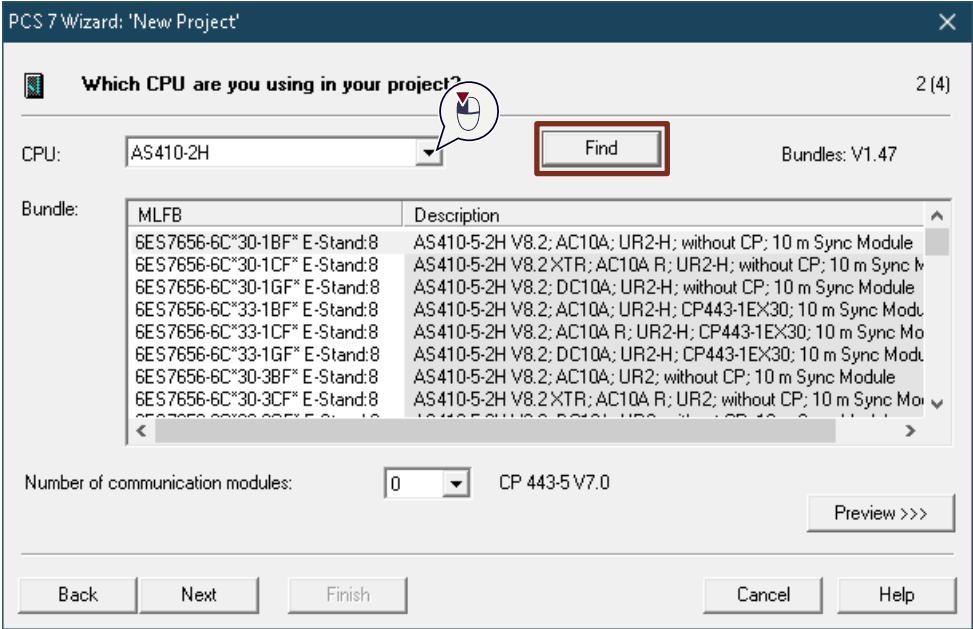 PCS 7 Wizard: 'New Project'
Which CPU are you using in your project?
2 (4)
CPU:
AS410-2H
Find
Bundles: V1.47
Bundle:
MLFB Description
6ES7656-6C*30-1BF* E-Stand:8 AS410-5-2H V8.2; AC10A; UR2-H; without CP; 10 m Sync Module
6ES7656-6C*30-1CF* E-Stand:8 AS410-5-2H V8.2 XTR; AC10A R; UR2-H; without CP; 10 m Sync
6ES7656-6C*30-1GF* E-Stand:8 AS410-5-2H V8.2; DC10A; UR2-H; without CP; 10 m Sync Module
6ES7656-6C*33-1BF* E-Stand:8 AS410-5-2H V8.2; AC10A; UR2-H; CP443-1EX30; 10 m Sync Modu
6ES7656-6C*33-1CF* E-Stand:8 AS410-5-2H V8.2; AC10A R; UR2-H; CP443-1EX30; 10 m Sync Mo
6ES7656-6C*33-1GF* E-Stand:8 AS410-5-2H V8.2; DC10A; UR2-H; CP443-1EX30; 10 m Sync Modu
6ES7656-6C*30-3BF* E-Stand:8 AS410-5-2H V8.2; AC10A; UR2; without CP; 10 m Sync Module
6ES7656-6C*30-3CF* E-Stand:8 AS410-5-2H V8.2 XTR; AC10A R; UR2; without CP; 10 m Sync
Number of communication modules:
0
CP 443-5 V7.0
Preview >>>
Back
Next
Finish
Cancel
Help